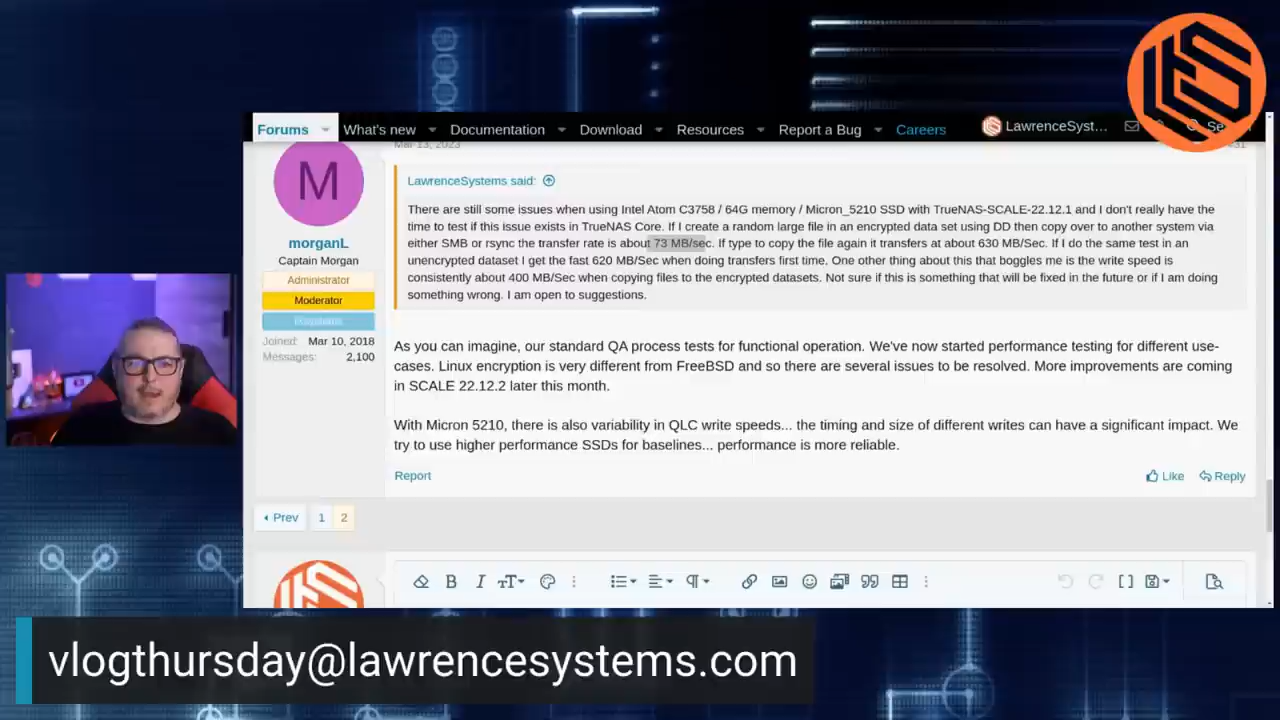 Forums What's new Documentation Download Resources Report a Bug Careers LawrenceSyst... Se
Mar 13, 2023
M
LawrenceSystems said:
There are still some issues when using Intel Atom C3758 / 64G memory / Micron_5210 SSD with TrueNAS-SCALE-22.12.1 and I don't really have the
time to test if this issue exists in TrueNAS Core. If I create a random large file in an encrypted data set using DD then copy over to another system via
either SMB or rsync the transfer rate is about 73 MB/sec. If type to copy the file again it transfers at about 630 MB/Sec. If I do the same test in an
unencrypted dataset I get the fast 620 MB/Sec when doing transfers first time. One other thing about this that boggles me is the write speed is
consistently about 400 MB/Sec when copying files to the encrypted datasets. Not sure if this is something that will be fixed in the future or if I am doing
something wrong. I am open to suggestions.
morganL
Captain Morgan
Administrator
Moderator
Joined: Mar 10, 2018
Messages: 2,100
As you can imagine, our standard QA process tests for functional operation. We've now started performance testing for different use-
cases. Linux encryption is very different from FreeBSD and so there are several issues to be resolved. More improvements are coming
in SCALE 22.12.2 later this month.
With Micron 5210, there is also variability in QLC write speeds... the timing and size of different writes can have a significant impact. We
try to use higher performance SSDs for baselines... performance is more reliable.
Report Like Reply
Prev 1 2
vlogthursday@lawrencesystems.com